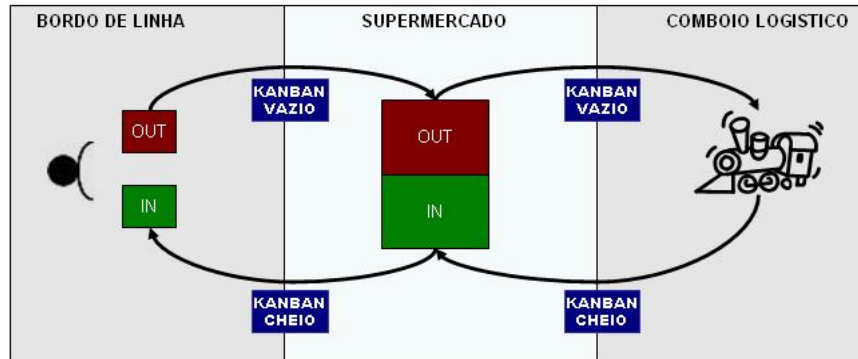 BORDO DE LINHA
SUPERMERCADO
COMBOIO LOGISTICO
KANBAN
VAZIO
KANBAN
VAZIO
OUT
OUT
IN
IN
KANBAN
CHEIO
KANBAN
CHEIO